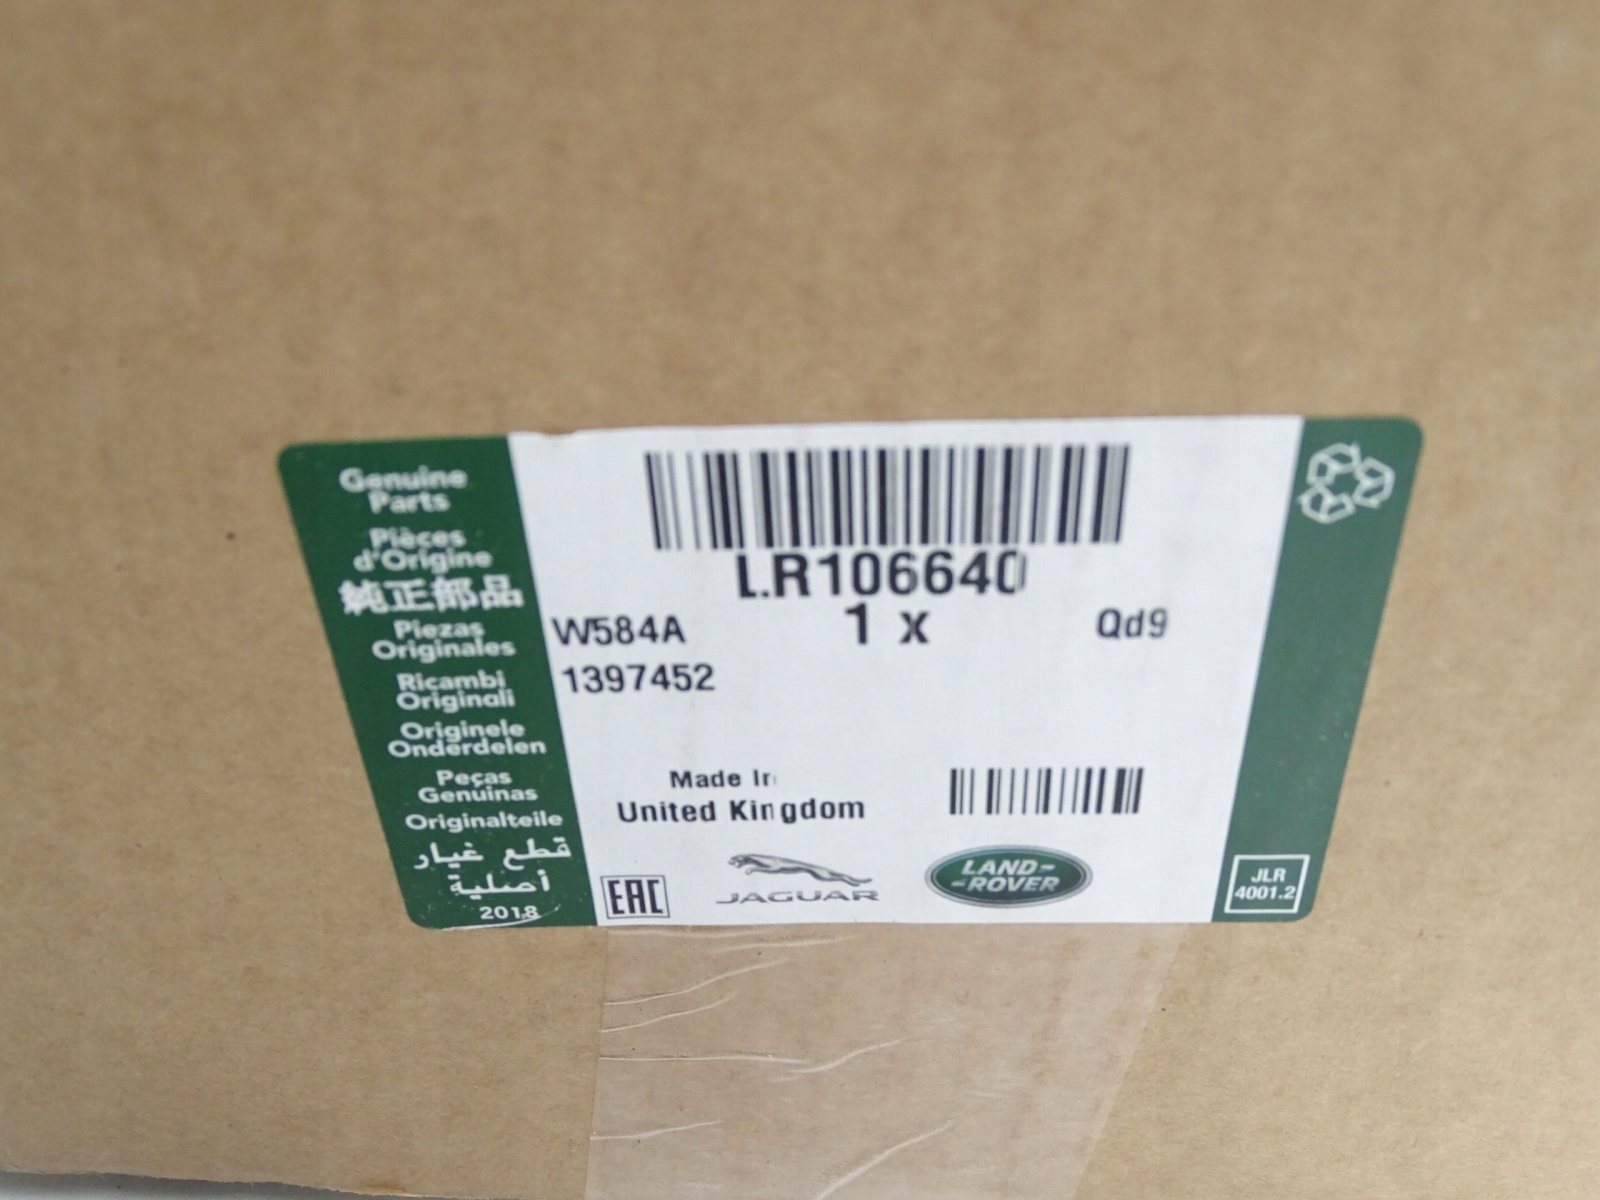 Genuine
Parts
Pièces
d'Origine
純正部品
Piezas
Originales
Ricambi
Originali
Originele
Onderdelen
Peças
Genuinas
Originalteile
قطع غيار
أصلية
2018
LR106640
1 x
W584A
Qd9
1397452
Made In
United Kingdom
EAC
JAGUAR
LAND-
-ROVER
JLR
4001.2